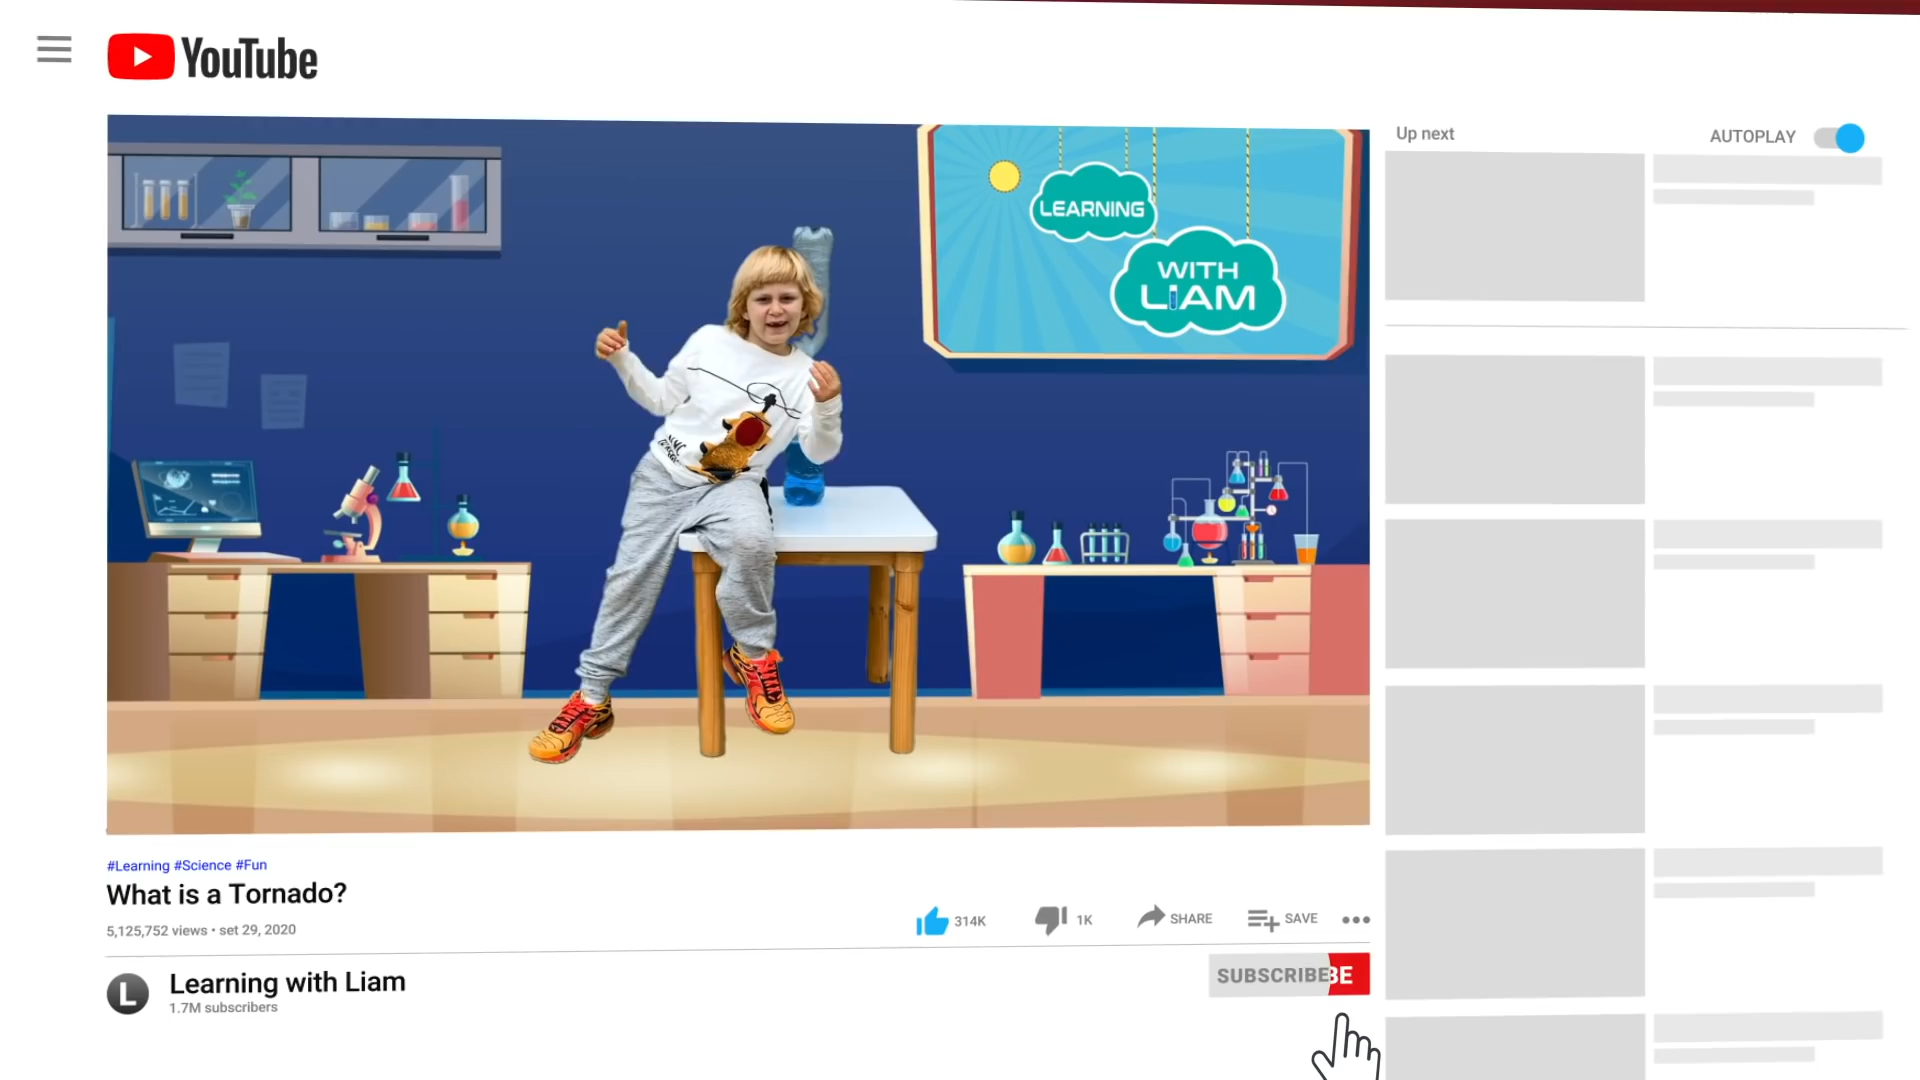 YouTube
Up next
AUTOPLAY
LEARNING
WITH
LIAM
#Learning #Science #Fun
What is a Tornado?
5,125,752 views • set 29, 2020
314K
1K
SHARE
SAVE
L
Learning with Liam
1.7M subscribers
SUBSCRIBE
BE